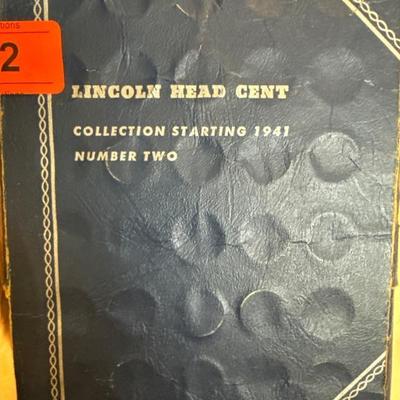 2
LINCOLN HEAD CENT
COLLECTION STARTING 1941
NUMBER TWO